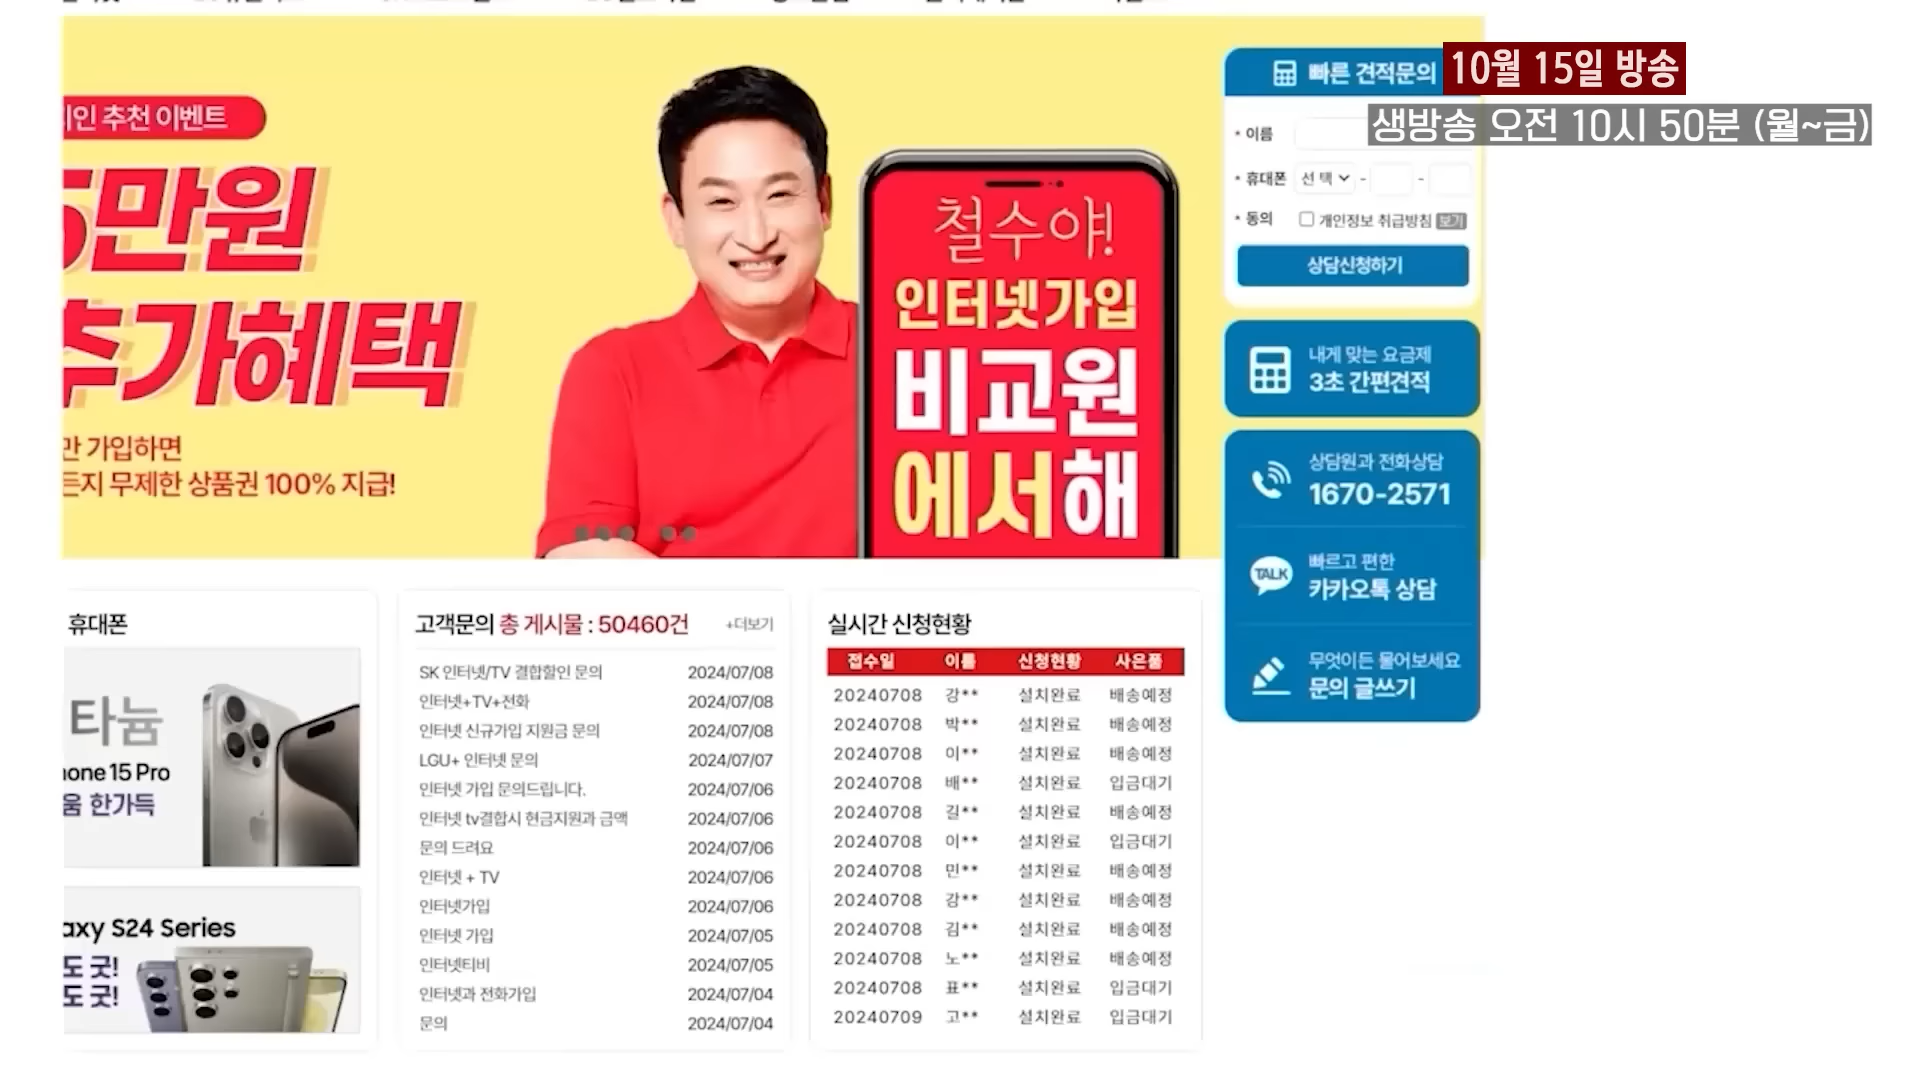 10월 15일 방송
생방송 오전 10시 50분 (월~금)
인 추천 이벤트
5만원
추가혜택
만 가입하면
든지 무제한 상품권 100% 지급!
철수야!
인터넷가입
비교원
에서해
빠른 견적문의
* 이름
* 휴대폰 선택 - -
* 동의 개인정보 취급방침 보기
상담신청하기
내게 맞는 요금제
3초 간편견적
상담원과 전화상담
1670-2571
TALK
빠르고 편한
카카오톡 상담
무엇이든 물어보세요
문의 글쓰기
휴대폰
타늄
hone 15 Pro
움 한가득
axy S24 Series
도 굿!
도 굿!
고객문의 총 게시물 : 50460건 +더보기
SK 인터넷/TV 결합할인 문의 2024/07/08
인터넷+TV+전화 2024/07/08
인터넷 신규가입 지원금 문의 2024/07/08
LGU+ 인터넷 문의 2024/07/07
인터넷 가입 문의드립니다. 2024/07/06
인터넷 tv결합시 현금지원과 금액 2024/07/06
문의 드려요 2024/07/06
인터넷 + TV 2024/07/06
인터넷가입 2024/07/06
인터넷 가입 2024/07/05
인터넷티비 2024/07/05
인터넷과 전화가입 2024/07/04
문의 2024/07/04
실시간 신청현황
접수일 이름 신청현황 사은품
20240708 강** 설치완료 배송예정
20240708 박** 설치완료 배송예정
20240708 이** 설치완료 배송예정
20240708 배** 설치완료 입금대기
20240708 길** 설치완료 배송예정
20240708 이** 설치완료 입금대기
20240708 민** 설치완료 배송예정
20240708 강** 설치완료 배송예정
20240708 김** 설치완료 배송예정
20240708 노** 설치완료 배송예정
20240708 표** 설치완료 입금대기
20240709 고** 설치완료 입금대기